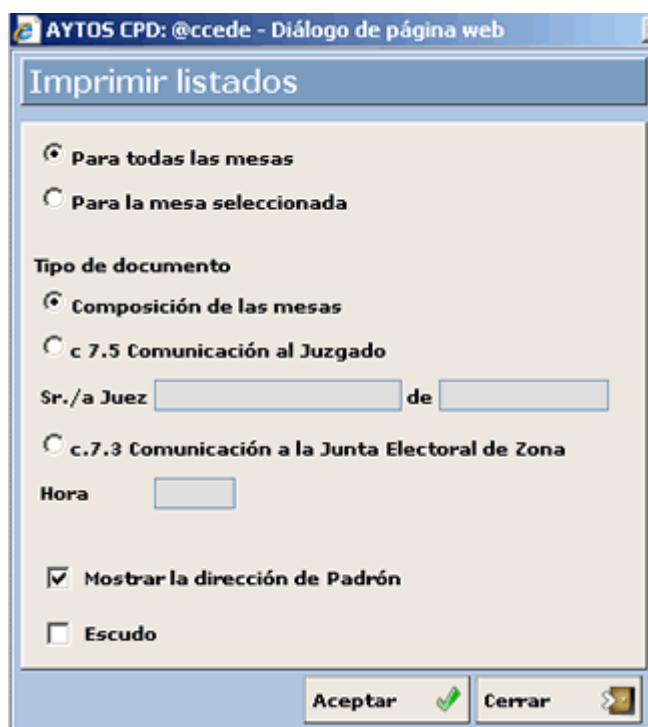 AYTOS CPD: @ccede - Diálogo de página web
Imprimir listados
Para todas las mesas
Para la mesa seleccionada
Tipo de documento
Composición de las mesas
c 7.5 Comunicación al Juzgado
Sr./a Juez de
c.7.3 Comunicación a la Junta Electoral de Zona
Hora
Mostrar la dirección de Padrón
Escudo
Aceptar Cerrar